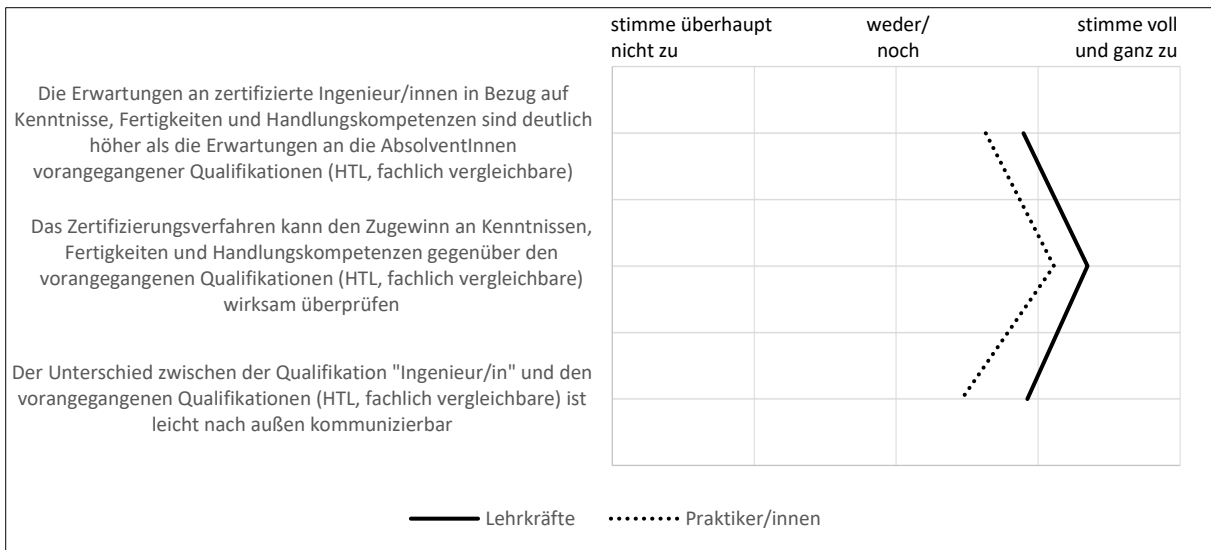 stimme überhaupt
nicht zu
weder/
noch
stimme voll
und ganz zu
Die Erwartungen an zertifizierte Ingenieur/innen in Bezug auf
Kenntnisse, Fertigkeiten und Handlungskompetenzen sind deutlich
höher als die Erwartungen an die AbsolventInnen
vorangegangener Qualifikationen (HTL, fachlich vergleichbare)
Das Zertifizierungsverfahren kann den Zugewinn an Kenntnissen,
Fertigkeiten und Handlungskompetenzen gegenüber den
vorangegangenen Qualifikationen (HTL, fachlich vergleichbare)
wirksam überprüfen
Der Unterschied zwischen der Qualifikation "Ingenieur/in" und den
vorangegangenen Qualifikationen (HTL, fachlich vergleichbare) ist
leicht nach außen kommunizierbar
Lehrkräfte
Praktiker/innen